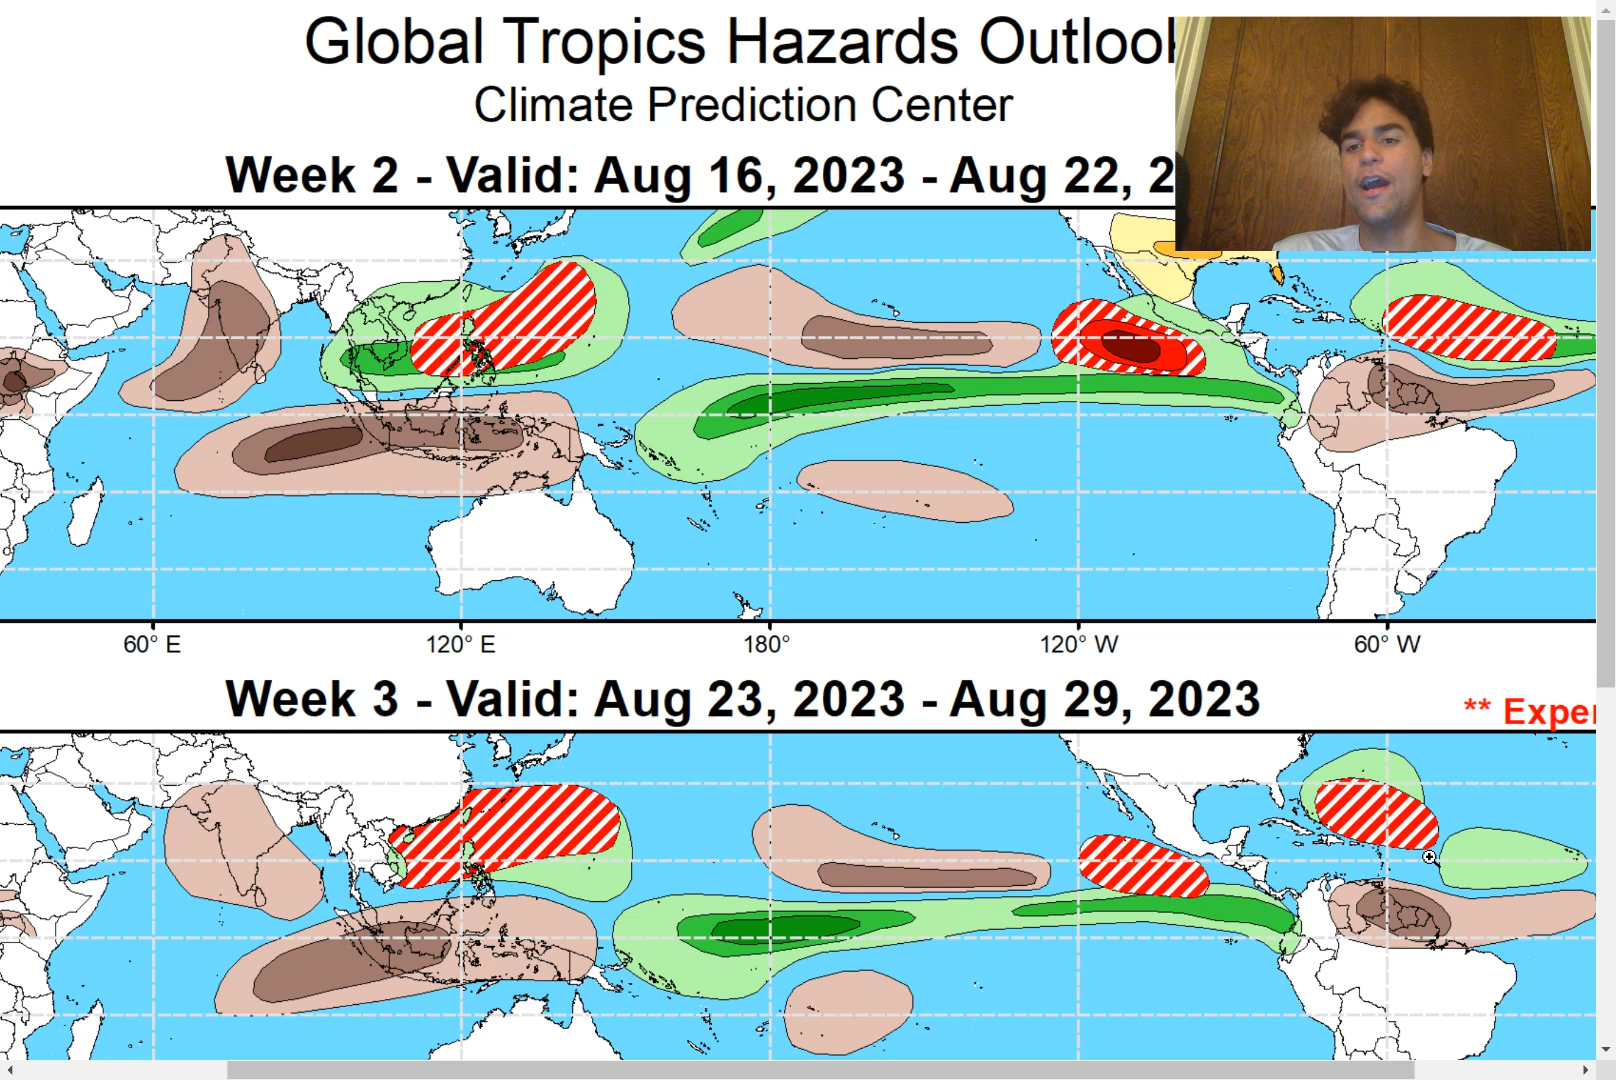 Global Tropics Hazards Outlook
Climate Prediction Center
Week 2 - Valid: Aug 16, 2023 - Aug 22, 2
60° E 120° E 180° 120° W 60° W
Week 3 - Valid: Aug 23, 2023 - Aug 29, 2023
** Exper